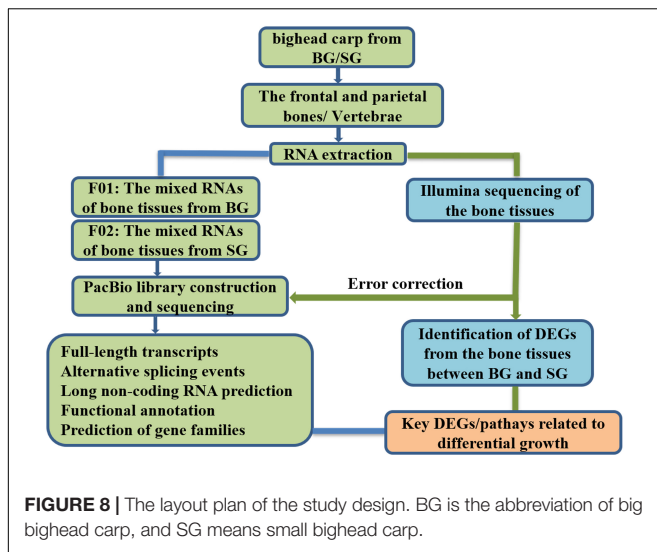 bighead carp from
BG/SG
The frontal and parietal
bones/ Vertebrae
RNA extraction
F01: The mixed RNAs
of bone tissues from BG
F02: The mixed RNAs
of bone tissues from SG
Illumina sequencing of
the bone tissues
PacBio library construction
and sequencing
Error correction
Full-length transcripts
Alternative splicing events
Long non-coding RNA prediction
Functional annotation
Prediction of gene families
Identification of DEGs
from the bone tissues
between BG and SG
Key DEGs/pathays related to
differential growth
FIGURE 8 | The layout plan of the study design. BG is the abbreviation of big
bighead carp, and SG means small bighead carp.